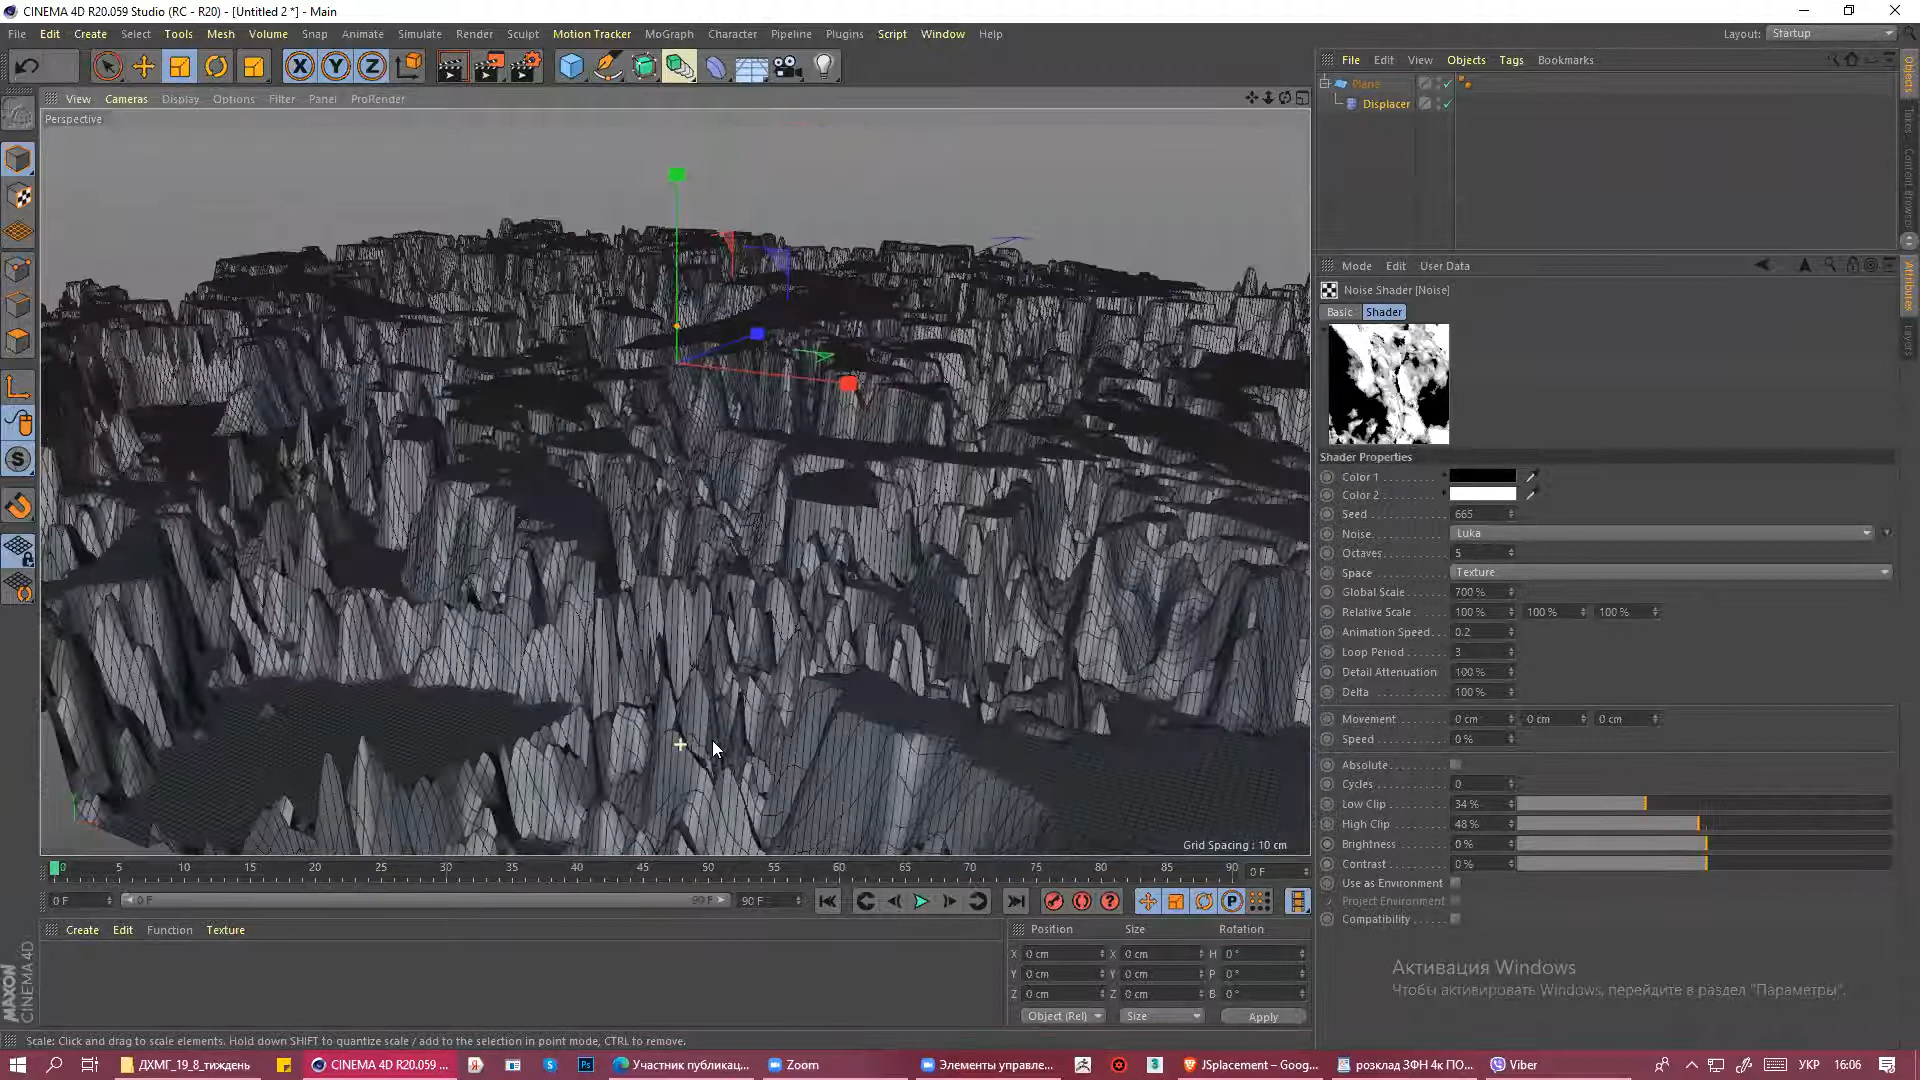 CINEMA 4D R20.059 Studio (RC - R20) - [Untitled 2 *] - Main
File Edit Create Select Tools Mesh Volume Snap Animate Simulate Render Sculpt Motion Tracker MoGraph Character Pipeline Plugins Script Window Help
Layout: Startup
View Cameras Display Options Filter Panel ProRender
File Edit View Objects Tags Bookmarks
Perspective
Plane
Displacer
Objects
Takes
Content Browser
Attributes
Layers
Mode Edit User Data
Noise Shader [Noise]
Basic Shader
Shader Properties
Color 1
Color 2
Seed 665
Noise Luka
Octaves 5
Space Texture
Global Scale 700 %
Relative Scale 100 % 100 % 100 %
Animation Speed 0.2
Loop Period 3
Detail Attenuation 100 %
Delta 100 %
Movement 0 cm 0 cm 0 cm
Speed 0 %
Absolute
Cycles 0
Low Clip 34 %
High Clip 48 %
Brightness 0 %
Contrast 0 %
Use as Environment
Project Environment
Compatibility
Grid Spacing : 10 cm
0 5 10 15 20 25 30 35 40 45 50 55 60 65 70 75 80 85 90 0 F
0 F 0 F 90 F 90 F
Create Edit Function Texture
Position Size Rotation
X 0 cm X 0 cm H 0 °
Y 0 cm Y 0 cm P 0 °
Z 0 cm Z 0 cm B 0 °
Object (Rel) Size Apply
MAXON
CINEMA 4D
Активация Windows
Чтобы активировать Windows, перейдите в раздел "Параметры".
Scale: Click and drag to scale elements. Hold down SHIFT to quantize scale / add to the selection in point mode, CTRL to remove.
ДХМГ_19_8_тиждень CINEMA 4D R20.059 ... Участник публикац... Zoom Элементы управле... JSplacement – Goog... розклад ЗФН 4к ПО... Viber УКР 16:06